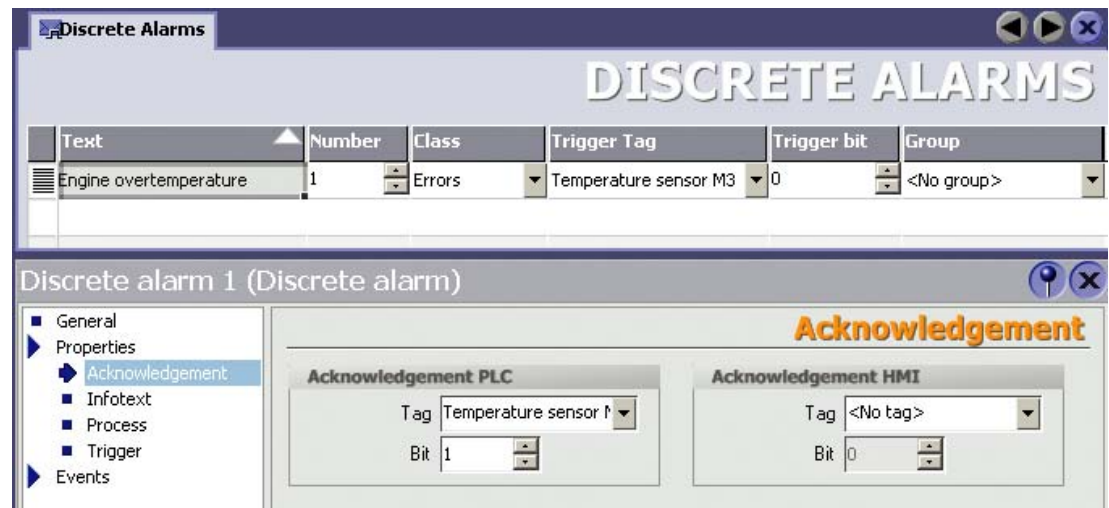 Discrete Alarms
DISCRETE ALARMS
Text Number Class Trigger Tag Trigger bit Group
Engine overtemperature 1 Errors Temperature sensor M3 0 <No group>
Discrete alarm 1 (Discrete alarm)
General
Properties
Acknowledgement
Infotext
Process
Trigger
Events
Acknowledgement
Acknowledgement PLC
Tag Temperature sensor
Bit 1
Acknowledgement HMI
Tag <No tag>
Bit 0